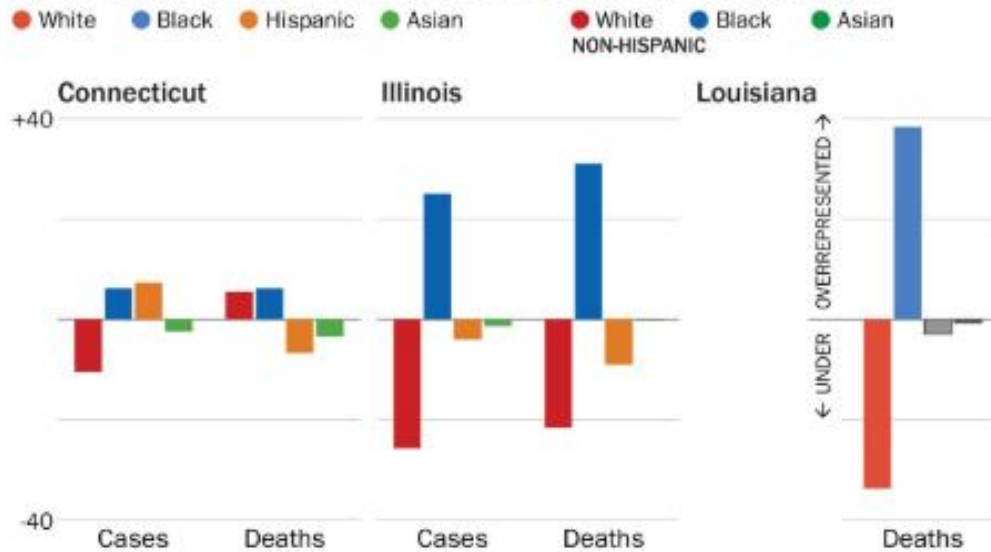 White Black Hispanic Asian White Black Asian
NON-HISPANIC
Connecticut Illinois Louisiana
+40
OVERREPRESENTED →
← UNDER
-40
Cases Deaths Cases Deaths Deaths